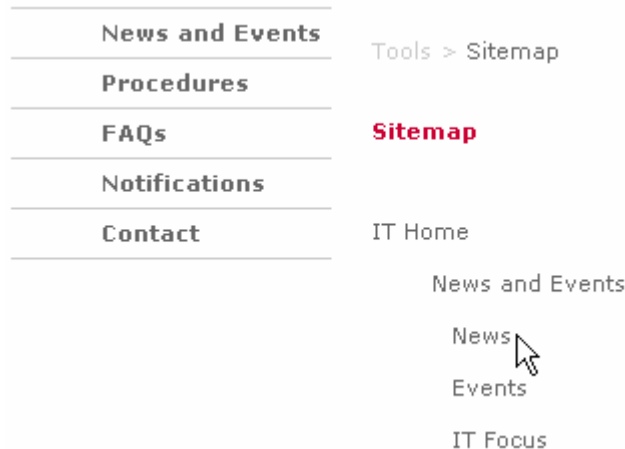 News and Events
Procedures
FAQs
Notifications
Contact
Tools > Sitemap
Sitemap
IT Home
News and Events
News
Events
IT Focus